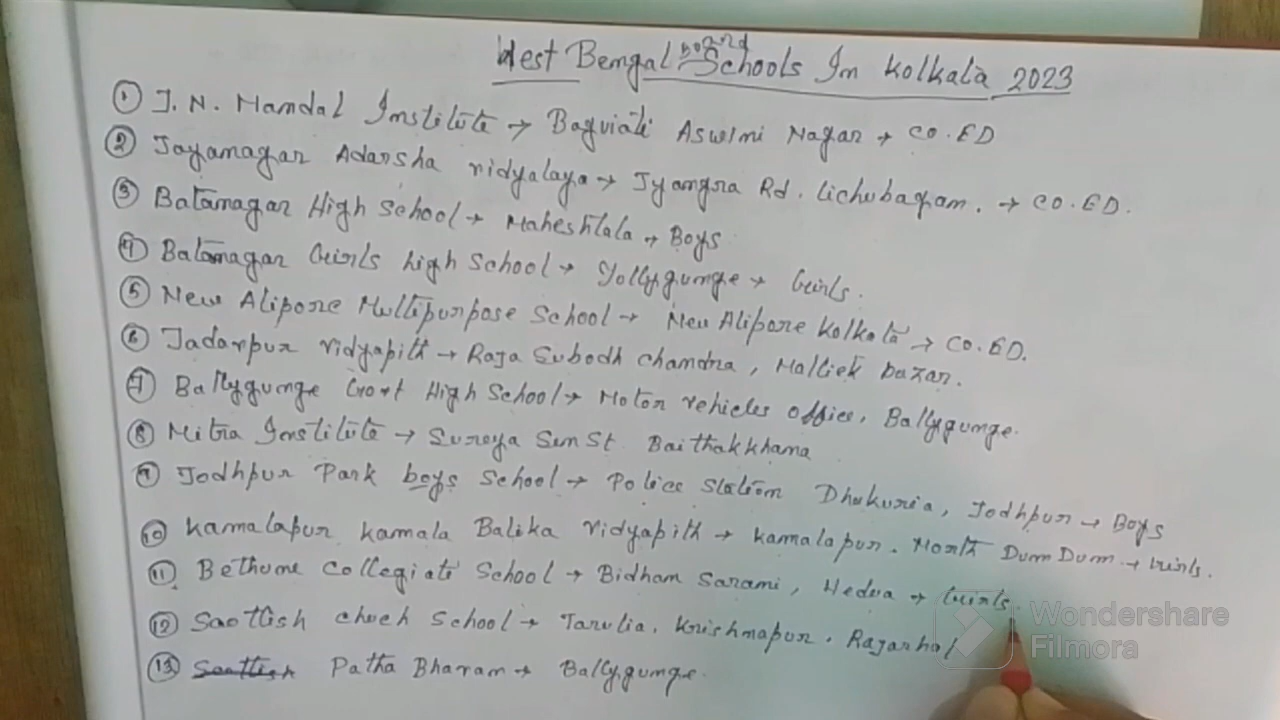 West Bengal board Schools In Kolkata 2023
① J. N. Mandal Institute → Baguiati Aswini Nagar → CO.ED
② Jayanagar Adarsha vidyalaya → Jyangra Rd. Lichubagan. → CO.ED.
③ Batanagar High School → Maheshtala → Boys
④ Batanagar Girls high School → Tollygunge → Girls.
⑤ New Alipore Multipurpose School → New Alipore Kolkata → CO.ED.
⑥ Jadavpur vidyapith → Raja Subodh Chandra, Mallick bazar.
⑦ Ballygunge Govt High School → Motor vehicles office, Ballygunge.
⑧ Mitra Institute → Sureya Sen St Baithakkhana
⑨ Jodhpur Park boys School → Police Station Dhakuria, Jodhpur → Boys
⑩ Kamalapur Kamala Balika vidyapith → Kamalapur. North Dum Dum. → Girls.
⑪ Bethune Collegiate School → Bidhan Sarani, Hedua → Girls.
⑫ Scottish chuch School → Tarulia, Krishnapur. Rajarhat
⑬ Patha Bhavan → Ballygunge.
Wondershare
Filmora